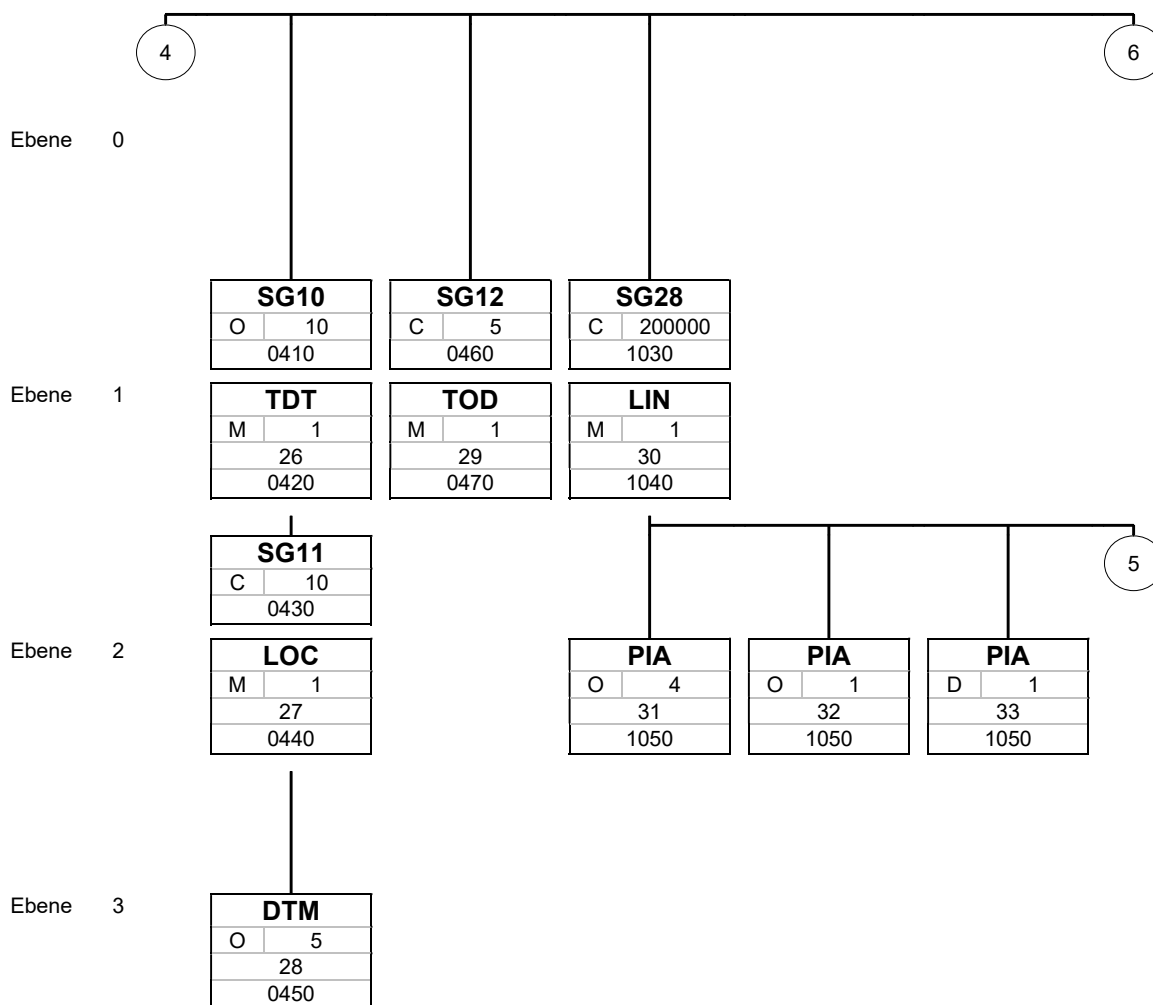 4 6
Ebene 0
SG10 SG12 SG28
O 10 C 5 C 200000
0410 0460 1030
Ebene 1 TDT TOD LIN
M 1 M 1 M 1
26 29 30
0420 0470 1040
SG11 5
C 10
0430
Ebene 2 LOC PIA PIA PIA
M 1 O 4 O 1 D 1
27 31 32 33
0440 1050 1050 1050
Ebene 3 DTM
O 5
28
0450